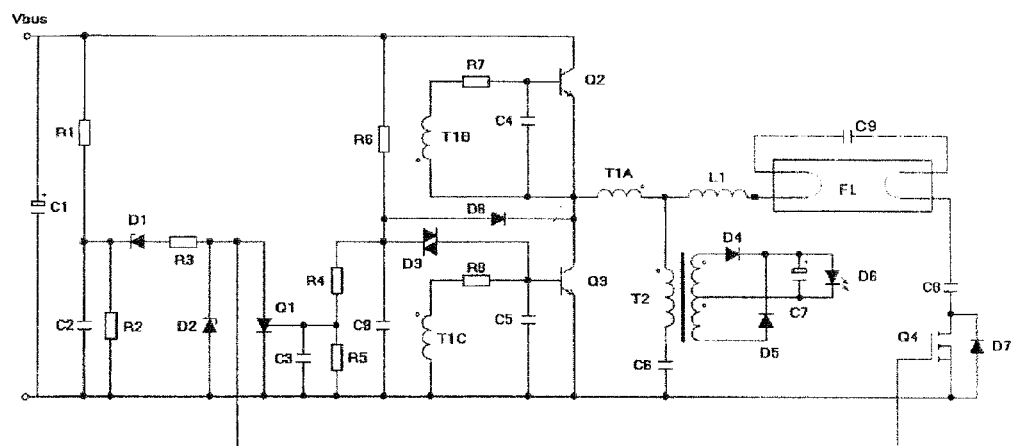 Vbus
R7
Q2
C9
R1
R6
C4
T1B
T1A
L1
FL
C1
D8
D1
D4
R3
D3
R4
R8
Q3
T2
D6
C8
Q1
C7
C2
R2
D2
C3
R5
C9
T1C
C5
D5
Q4
D7
C6